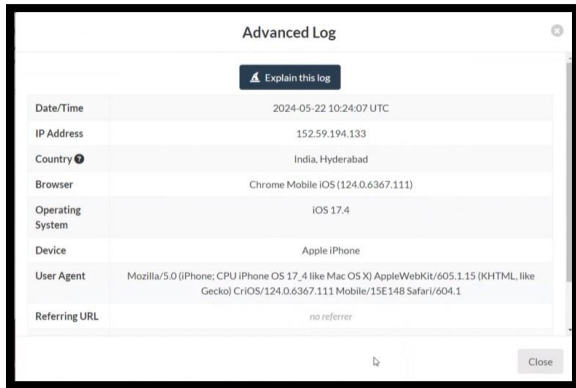 Advanced Log
Explain this log
Date/Time 2024-05-22 10:24:07 UTC
IP Address 152.59.194.133
Country India, Hyderabad
Browser Chrome Mobile iOS (124.0.6367.111)
Operating
System iOS 17.4
Device Apple iPhone
User Agent Mozilla/5.0 (iPhone; CPU iPhone OS 17_4 like Mac OS X) AppleWebKit/605.1.15 (KHTML, like
Gecko) CriOS/124.0.6367.111 Mobile/15E148 Safari/604.1
Referring URL no referrer
Close